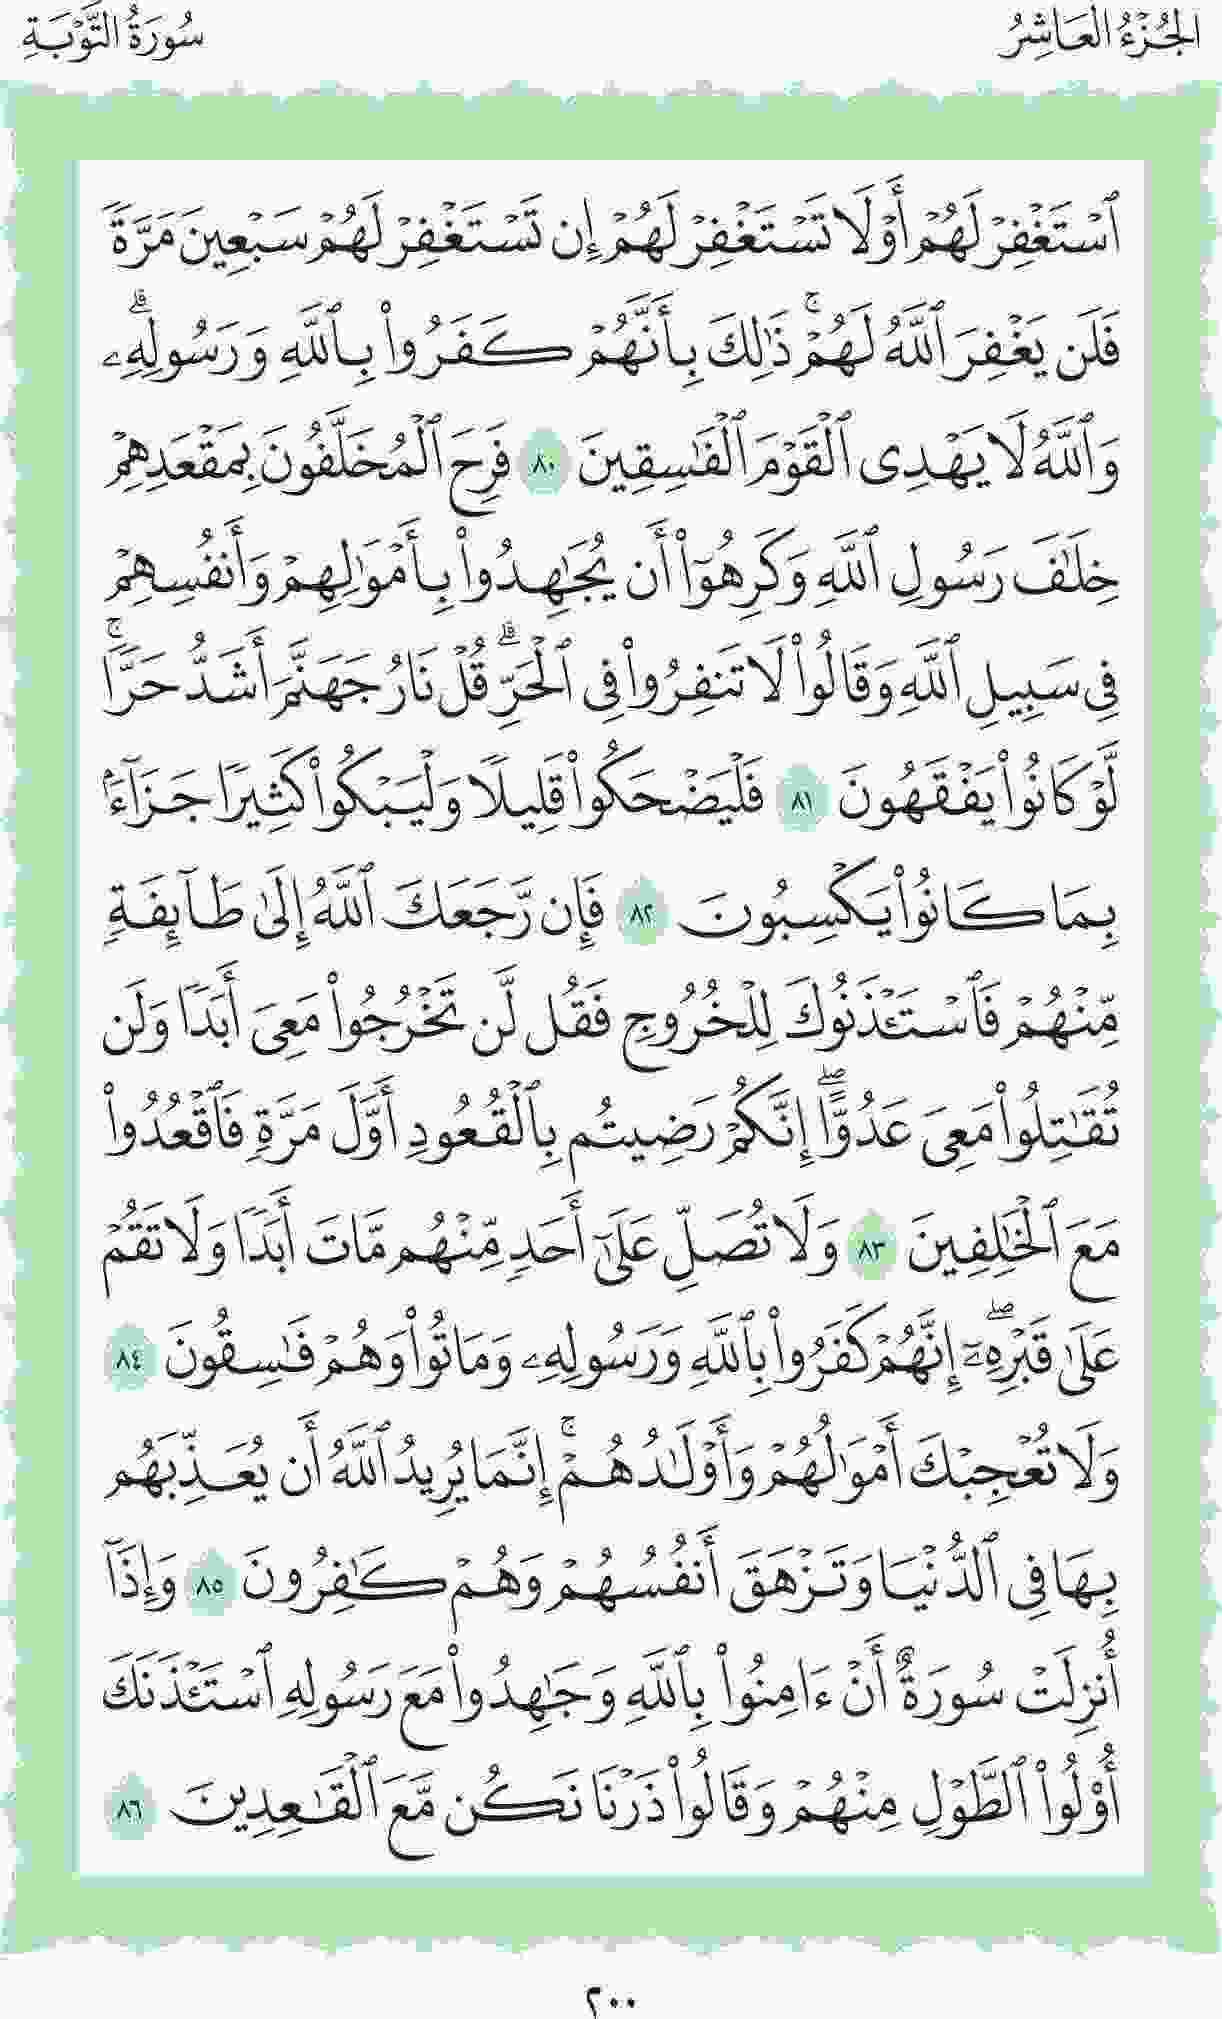 الجُزْءُ العَاشِرُ
سُورَةُ التَّوْبَةِ
ٱسْتَغْفِرْ لَهُمْ أَوْ لَا تَسْتَغْفِرْ لَهُمْ إِن تَسْتَغْفِرْ لَهُمْ سَبْعِينَ مَرَّةً
فَلَن يَغْفِرَ ٱللَّهُ لَهُمْۚ ذَٰلِكَ بِأَنَّهُمْ كَفَرُوا۟ بِٱللَّهِ وَرَسُولِهِۦۗ
وَٱللَّهُ لَا يَهْدِى ٱلْقَوْمَ ٱلْفَٰسِقِينَ ٨٠ فَرِحَ ٱلْمُخَلَّفُونَ بِمَقْعَدِهِمْ
خِلَٰفَ رَسُولِ ٱللَّهِ وَكَرِهُوٓا۟ أَن يُجَٰهِدُوا۟ بِأَمْوَٰلِهِمْ وَأَنفُسِهِمْ
فِى سَبِيلِ ٱللَّهِ وَقَالُوا۟ لَا تَنفِرُوا۟ فِى ٱلْحَرِّۗ قُلْ نَارُ جَهَنَّمَ أَشَدُّ حَرًّاۚ
لَّوْ كَانُوا۟ يَفْقَهُونَ ٨١ فَلْيَضْحَكُوا۟ قَلِيلًا وَلْيَبْكُوا۟ كَثِيرًا جَزَآءًۢ
بِمَا كَانُوا۟ يَكْسِبُونَ ٨٢ فَإِن رَّجَعَكَ ٱللَّهُ إِلَىٰ طَآئِفَةٍ
مِّنْهُمْ فَٱسْتَـْٔذَنُوكَ لِلْخُرُوجِ فَقُل لَّن تَخْرُجُوا۟ مَعِىَ أَبَدًا وَلَن
تُقَٰتِلُوا۟ مَعِىَ عَدُوًّاۖ إِنَّكُمْ رَضِيتُم بِٱلْقُعُودِ أَوَّلَ مَرَّةٍ فَٱقْعُدُوا۟
مَعَ ٱلْخَٰلِفِينَ ٨٣ وَلَا تُصَلِّ عَلَىٰٓ أَحَدٍ مِّنْهُم مَّاتَ أَبَدًا وَلَا تَقُمْ
عَلَىٰ قَبْرِهِۦٓۖ إِنَّهُمْ كَفَرُوا۟ بِٱللَّهِ وَرَسُولِهِۦ وَمَاتُوا۟ وَهُمْ فَٰسِقُونَ ٨٤
وَلَا تُعْجِبْكَ أَمْوَٰلُهُمْ وَأَوْلَٰدُهُمْۚ إِنَّمَا يُرِيدُ ٱللَّهُ أَن يُعَذِّبَهُم
بِهَا فِى ٱلدُّنْيَا وَتَزْهَقَ أَنفُسُهُمْ وَهُمْ كَٰفِرُونَ ٨٥ وَإِذَآ
أُنزِلَتْ سُورَةٌ أَنْ ءَامِنُوا۟ بِٱللَّهِ وَجَٰهِدُوا۟ مَعَ رَسُولِهِ ٱسْتَـْٔذَنَكَ
أُو۟لُوا۟ ٱلطَّوْلِ مِنْهُمْ وَقَالُوا۟ ذَرْنَا نَكُن مَّعَ ٱلْقَٰعِدِينَ ٨٦
٢٠٠